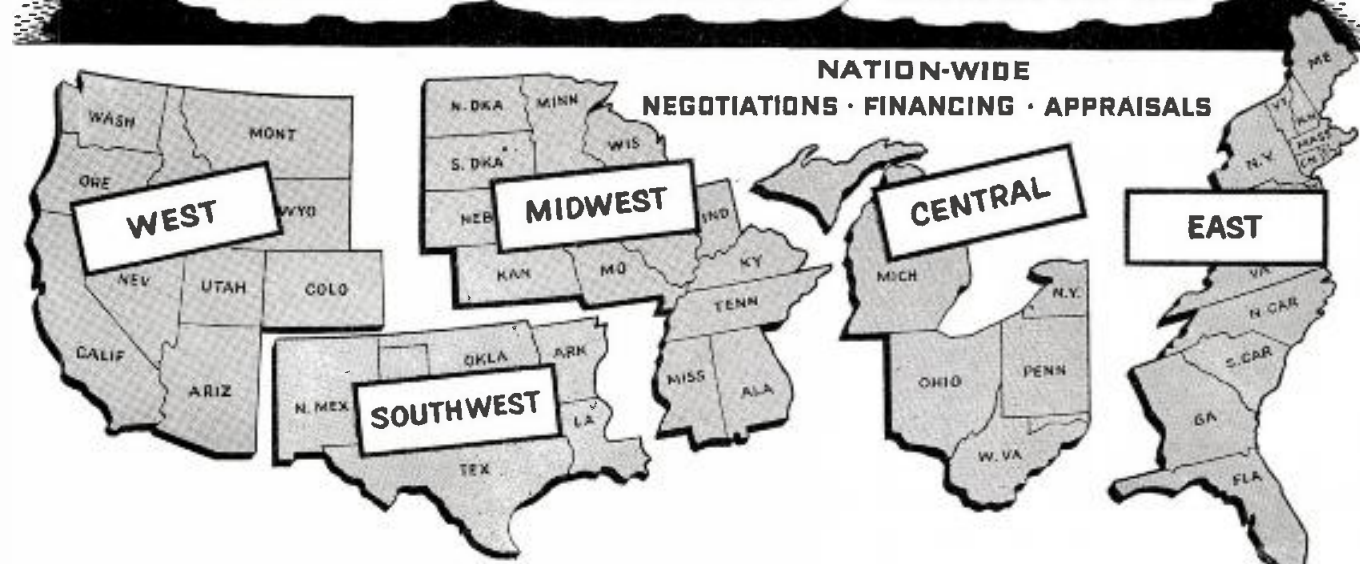 NATION-WIDE
NEGOTIATIONS · FINANCING · APPRAISALS
WEST
WASH
MONT
ORE
WYO
NEV
UTAH
COLO
CALIF
ARIZ
SOUTHWEST
OKLA
ARK
N. MEX
LA
TEX
MIDWEST
N. DKA
MINN
S. DKA
WIS
NEB
IND
KAN
MO
KY
TENN
MISS
ALA
CENTRAL
MICH
N.Y.
OHIO
PENN
W. VA
EAST
ME
VT
N.H.
MASS
N.Y.
VA
N. CAR
S. CAR
GA
FLA